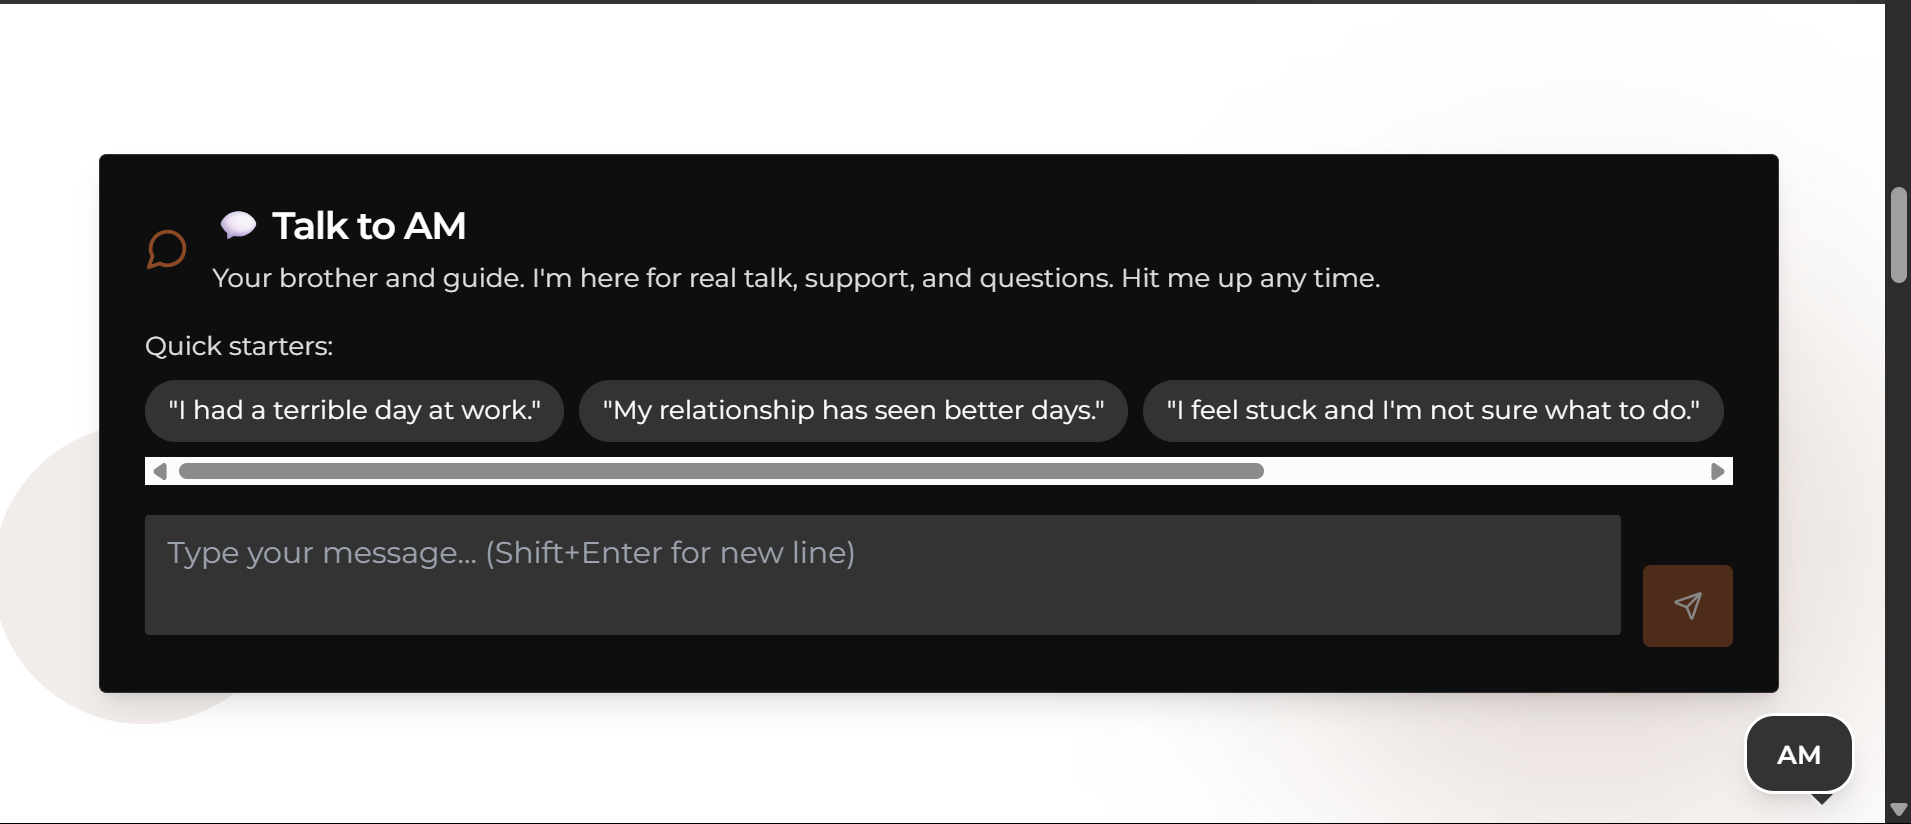 Talk to AM
Your brother and guide. I'm here for real talk, support, and questions. Hit me up any time.
Quick starters:
"I had a terrible day at work."
"My relationship has seen better days."
"I feel stuck and I'm not sure what to do."
Type your message... (Shift+Enter for new line)
AM